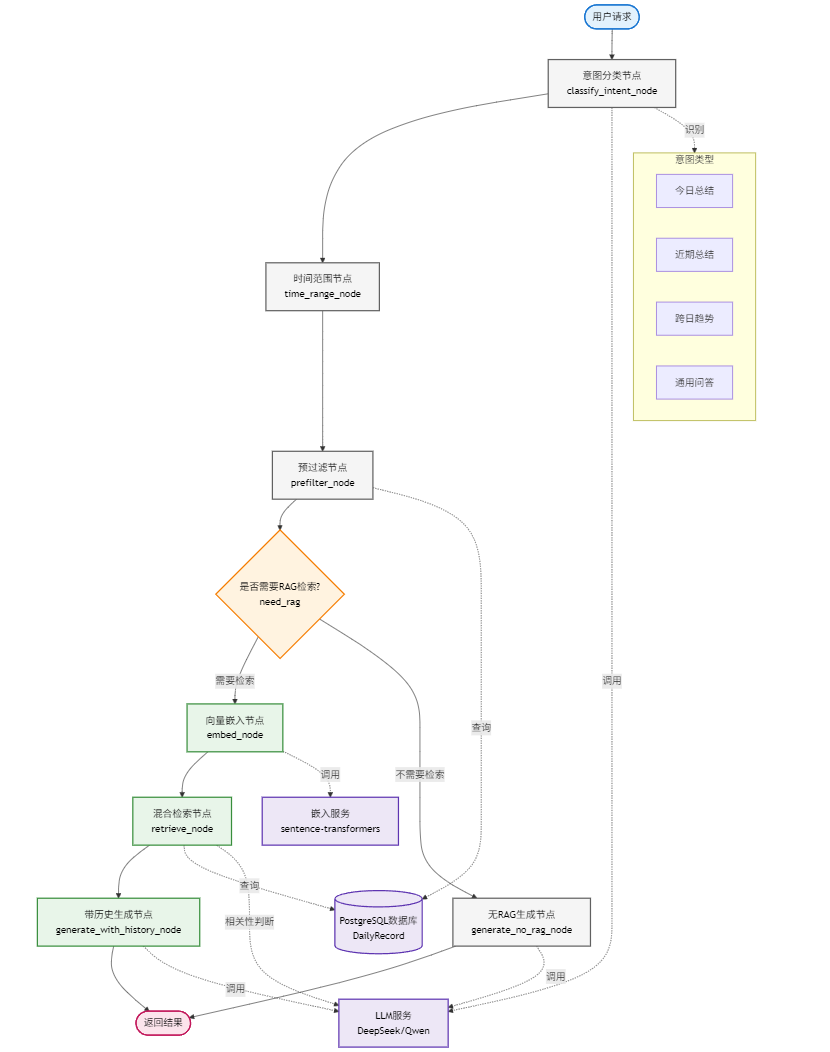 用户请求
意图分类节点
classify_intent_node
识别
意图类型
今日总结
近期总结
跨日趋势
通用问答
时间范围节点
time_range_node
预过滤节点
prefilter_node
是否需要RAG检索?
need_rag
需要检索
调用
向量嵌入节点
embed_node
查询
不需要检索
调用
混合检索节点
retrieve_node
嵌入服务
sentence-transformers
查询
带历史生成节点
generate_with_history_node
相关性判断
PostgreSQL数据库
DailyRecord
无RAG生成节点
generate_no_rag_node
调用
调用
返回结果
LLM服务
DeepSeek/Qwen